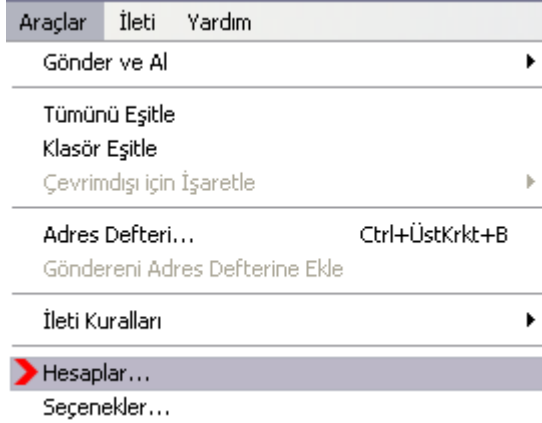 Araçlar İleti Yardım
Gönder ve Al
Tümünü Eşitle
Klasör Eşitle
Çevrimdışı için İşaretle
Adres Defteri... Ctrl+ÜstKrkt+B
Göndereni Adres Defterine Ekle
İleti Kuralları
Hesaplar...
Seçenekler...